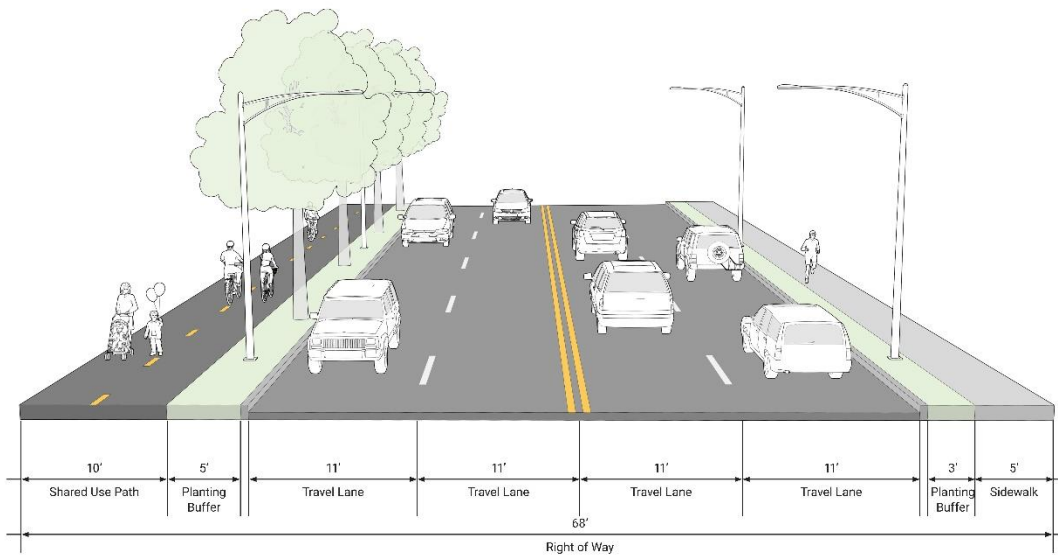 10’ 5’ 11’ 11’ 11’ 11’ 3’ 5’
Shared Use Path Planting Travel Lane Travel Lane Travel Lane Travel Lane Planting Sidewalk
Buffer Buffer
68’
Right of Way